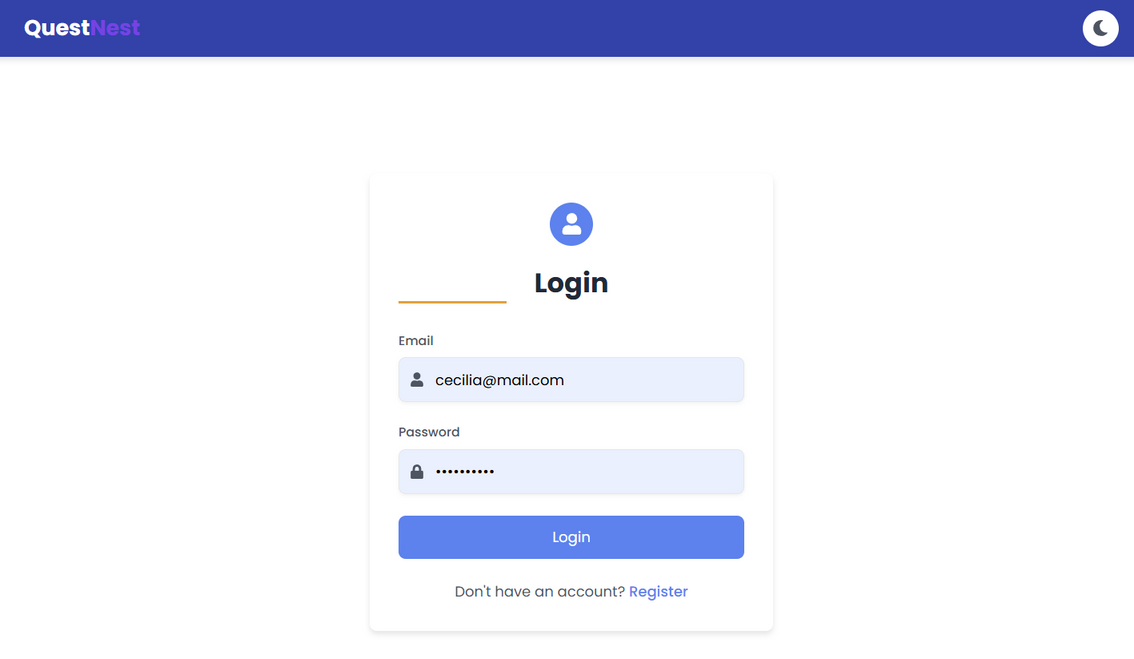 QuestNest
Login
Email
cecilia@mail.com
Password
••••••••••
Login
Don't have an account? Register